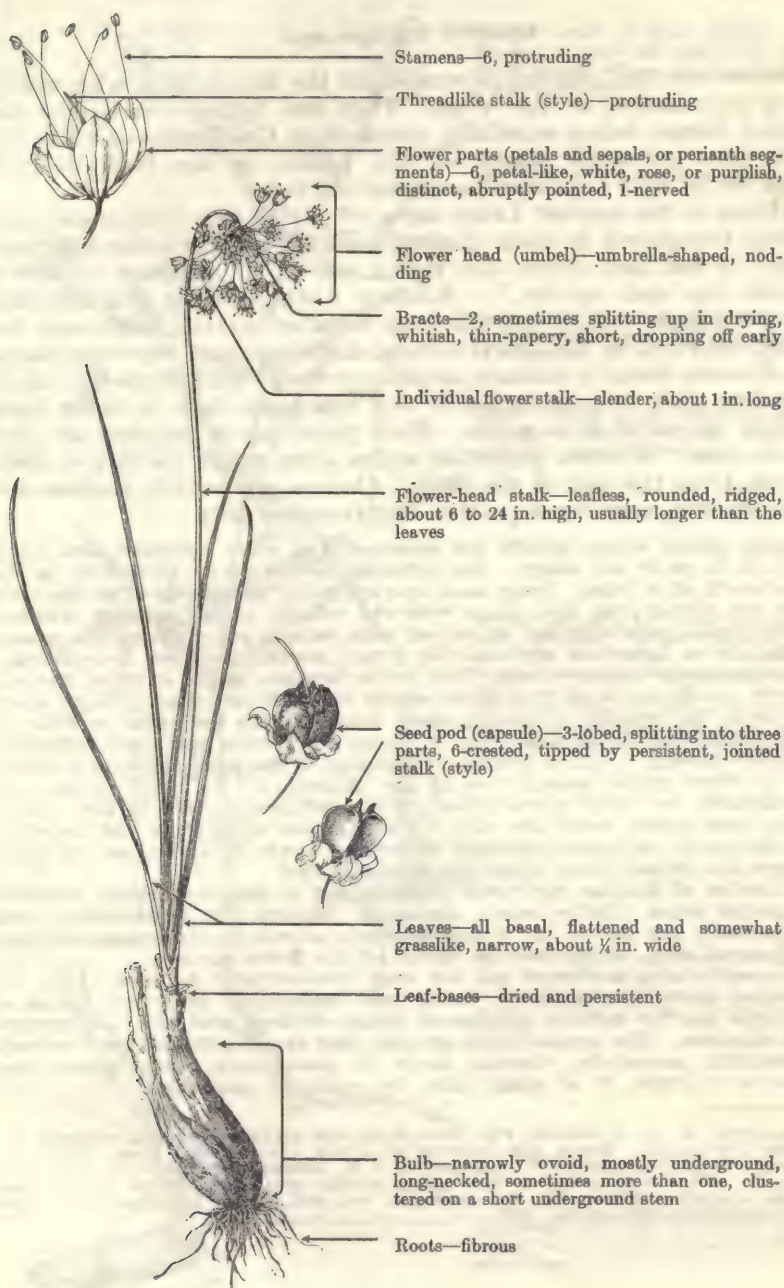 Stamens—6, protruding
Threadlike stalk (style)—protruding
Flower parts (petals and sepals, or perianth seg-
ments)—6, petal-like, white, rose, or purplish,
distinct, abruptly pointed, 1-nerved
Flower head (umbel)—umbrella-shaped, nod-
ding
Bracts—2, sometimes splitting up in drying,
whitish, thin-papery, short, dropping off early
Individual flower stalk—slender, about 1 in. long
Flower-head stalk—leafless, rounded, ridged,
about 6 to 24 in. high, usually longer than the
leaves
Seed pod (capsule)—3-lobed, splitting into three
parts, 6-crested, tipped by persistent, jointed
stalk (style)
Leaves—all basal, flattened and somewhat
grasslike, narrow, about ¼ in. wide
Leaf-bases—dried and persistent
Bulb—narrowly ovoid, mostly underground,
long-necked, sometimes more than one, clus-
tered on a short underground stem
Roots—fibrous